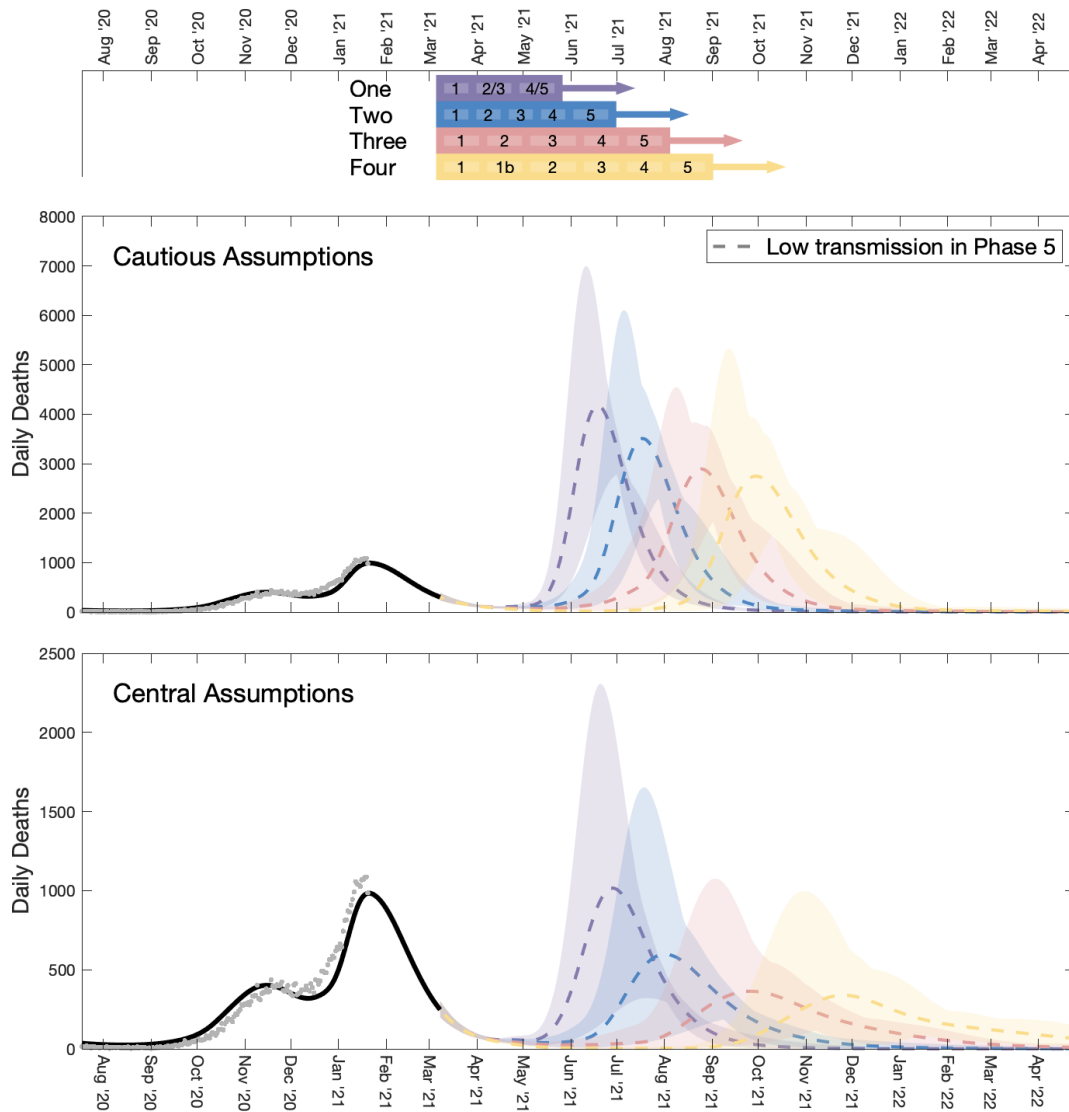 Aug '20 Sep '20 Oct '20 Nov '20 Dec '20 Jan '21 Feb '21 Mar '21 Apr '21 May '21 Jun '21 Jul '21 Aug '21 Sep '21 Oct '21 Nov '21 Dec '21 Jan '22 Feb '22 Mar '22 Apr '22
One 1 2/3 4/5
Two 1 2 3 4 5
Three 1 2 3 4 5
Four 1 1b 2 3 4 5
Cautious Assumptions
Low transmission in Phase 5
Daily Deaths
8000
7000
6000
5000
4000
3000
2000
1000
0
Central Assumptions
Daily Deaths
2500
2000
1500
1000
500
0
Aug '20 Sep '20 Oct '20 Nov '20 Dec '20 Jan '21 Feb '21 Mar '21 Apr '21 May '21 Jun '21 Jul '21 Aug '21 Sep '21 Oct '21 Nov '21 Dec '21 Jan '22 Feb '22 Mar '22 Apr '22